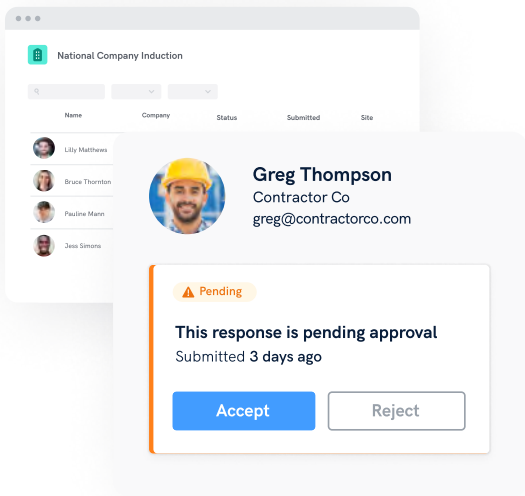 National Company Induction
Name Company Status Submitted Site
Lilly Matthews
Bruce Thornton
Pauline Mann
Jess Simons
Greg Thompson
Contractor Co
greg@contractorco.com
Pending
This response is pending approval
Submitted 3 days ago
Accept Reject